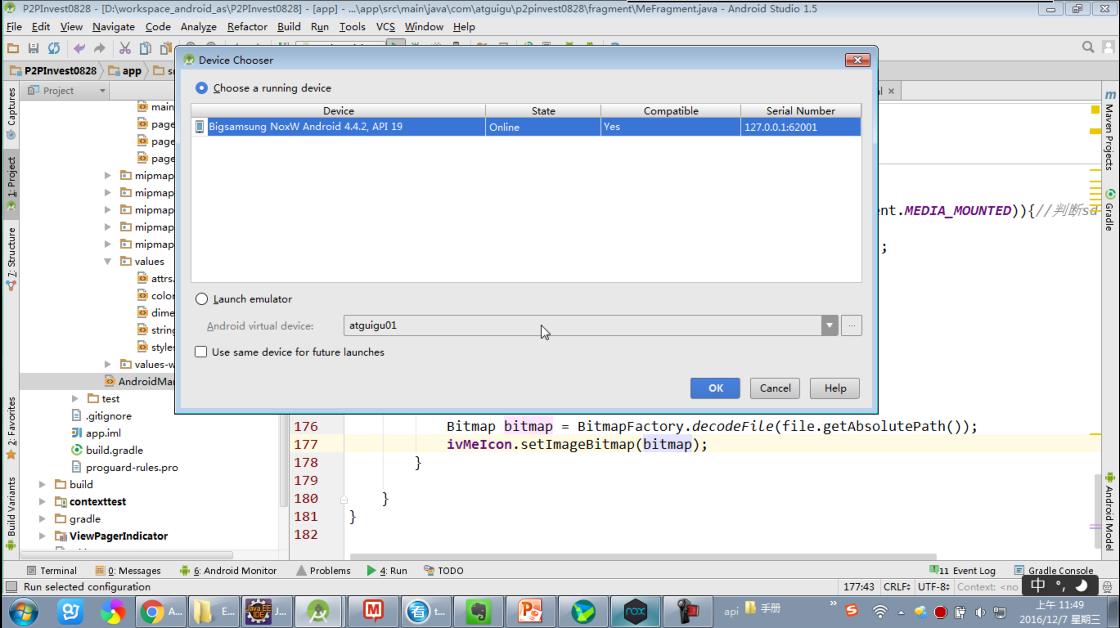 P2PInvest0828 - [D:\workspace_android_as\P2PInvest0828] - [app] - ...\app\src\main\java\com\atguigu\p2pinvest0828\fragment\MeFragment.java - Android Studio 1.5
File Edit View Navigate Code Analyze Refactor Build Run Tools VCS Window Help
P2PInvest0828 app
Project
Captures
1: Project
7: Structure
2: Favorites
Build Variants
main
page
page
page
mipmap
mipmap
mipmap
mipmap
mipmap
values
attrs.
color
dime
string
styles
values-w
AndroidMa
test
.gitignore
app.iml
build.gradle
proguard-rules.pro
build
contexttest
gradle
ViewPagerIndicator
Device Chooser
Choose a running device
Device State Compatible Serial Number
Bigsamsung NoxW Android 4.4.2, API 19 Online Yes 127.0.0.1:62001
Launch emulator
Android virtual device: atguigu01 ...
Use same device for future launches
OK Cancel Help
nt.MEDIA_MOUNTED)){//判断sd
;
176 Bitmap bitmap = BitmapFactory.decodeFile(file.getAbsolutePath());
177 ivMeIcon.setImageBitmap(bitmap);
178 }
179
180 }
181 }
182
Maven Projects
Gradle
Android Model
Terminal 0: Messages 6: Android Monitor Problems 4: Run TODO 11 Event Log Gradle Console
Run selected configuration 177:43 CRLF÷ UTF-8÷ Context: <no
中 °,
A... E... J... t... api 手册
上午 11:49
2016/12/7 星期三